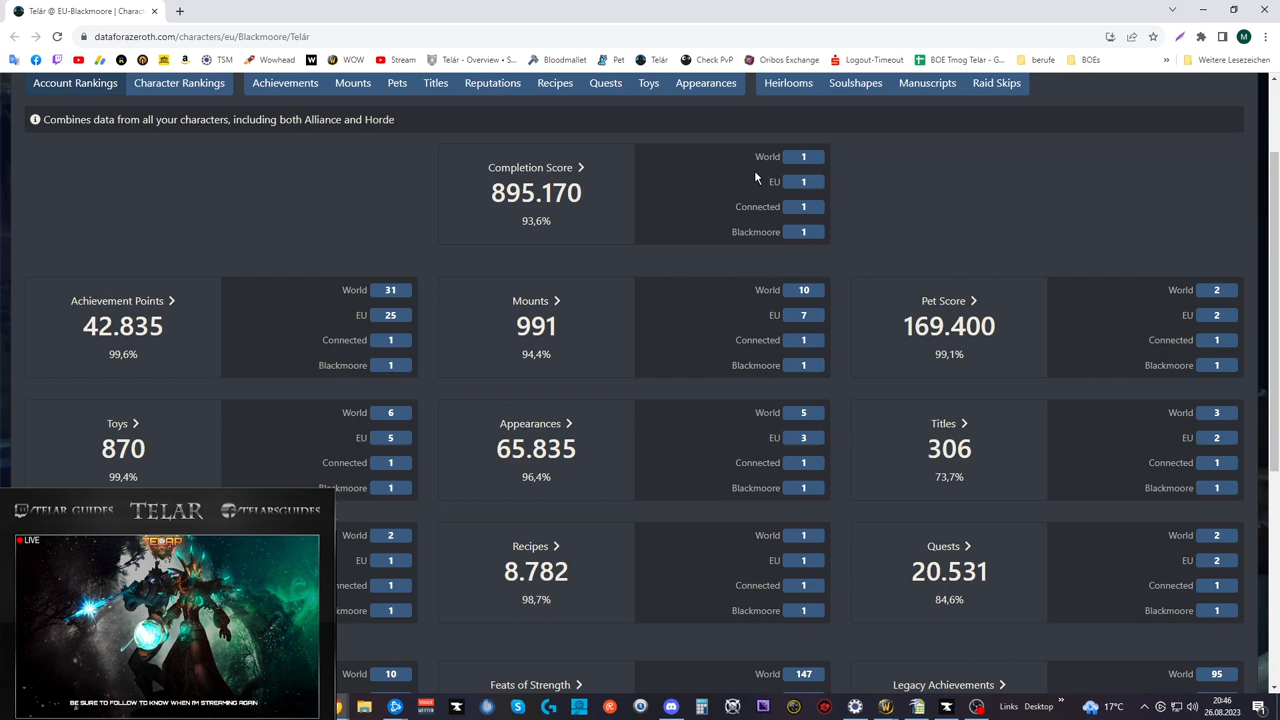 Telár @ EU-Blackmoore | Charact
dataforazeroth.com/characters/eu/Blackmoore/Telár
TSM
Wowhead
WOW
Stream
Telár - Overview • S...
Bloodmallet
Pet
Telár
Check PvP
Oribos Exchange
Logout-Timeout
BOE Tmog Telar - G...
berufe
BOEs
»
Weitere Lesezeichen
Account Rankings
Character Rankings
Achievements
Mounts
Pets
Titles
Reputations
Recipes
Quests
Toys
Appearances
Heirlooms
Soulshapes
Manuscripts
Raid Skips
Combines data from all your characters, including both Alliance and Horde
Completion Score
895.170
93,6%
World 1
EU 1
Connected 1
Blackmoore 1
Achievement Points
42.835
99,6%
World 31
EU 25
Connected 1
Blackmoore 1
Mounts
991
94,4%
World 10
EU 7
Connected 1
Blackmoore 1
Pet Score
169.400
99,1%
World 2
EU 2
Connected 1
Blackmoore 1
Toys
870
99,4%
World 6
EU 5
Connected 1
Blackmoore 1
Appearances
65.835
96,4%
World 5
EU 3
Connected 1
Blackmoore 1
Titles
306
73,7%
World 3
EU 2
Connected 1
Blackmoore 1
World 2
EU 1
nnected 1
kmoore 1
Recipes
8.782
98,7%
World 1
EU 1
Connected 1
Blackmoore 1
Quests
20.531
84,6%
World 2
EU 2
Connected 1
Blackmoore 1
World 10
Feats of Strength
World 147
Legacy Achievements
World 95
/TELAR GUIDES
TELAR
/TELARSGUIDES
LIVE
TELAR
BE SURE TO FOLLOW TO KNOW WHEN I'M STREAMING AGAIN
Links
Desktop
»
17°C
20:46
26.08.2023